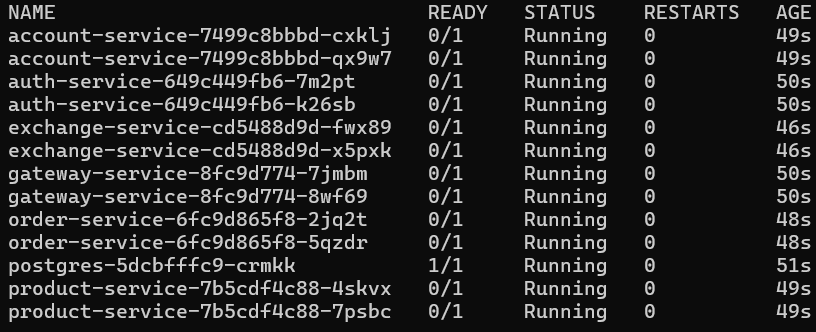 NAME READY STATUS RESTARTS AGE
account-service-7499c8bbbd-cxklj 0/1 Running 0 49s
account-service-7499c8bbbd-qx9w7 0/1 Running 0 49s
auth-service-649c449fb6-7m2pt 0/1 Running 0 50s
auth-service-649c449fb6-k26sb 0/1 Running 0 50s
exchange-service-cd5488d9d-fwx89 0/1 Running 0 46s
exchange-service-cd5488d9d-x5pxk 0/1 Running 0 46s
gateway-service-8fc9d774-7jmbm 0/1 Running 0 50s
gateway-service-8fc9d774-8wf69 0/1 Running 0 50s
order-service-6fc9d865f8-2jq2t 0/1 Running 0 48s
order-service-6fc9d865f8-5qzdr 0/1 Running 0 48s
postgres-5dcbfffc9-crmkk 1/1 Running 0 51s
product-service-7b5cdf4c88-4skvx 0/1 Running 0 49s
product-service-7b5cdf4c88-7psbc 0/1 Running 0 49s